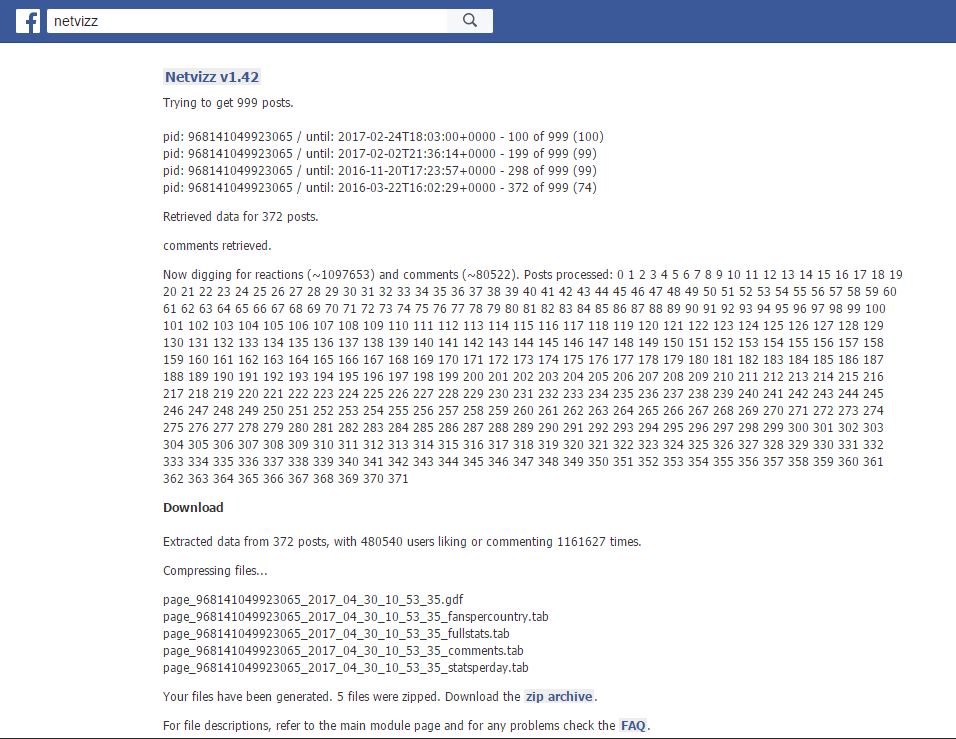 netvizz
Netvizz v1.42
Trying to get 999 posts.
pid: 968141049923065 / until: 2017-02-24T18:03:00+0000 - 100 of 999 (100)
pid: 968141049923065 / until: 2017-02-02T21:36:14+0000 - 199 of 999 (99)
pid: 968141049923065 / until: 2016-11-20T17:23:57+0000 - 298 of 999 (99)
pid: 968141049923065 / until: 2016-03-22T16:02:29+0000 - 372 of 999 (74)
Retrieved data for 372 posts.
comments retrieved.
Now digging for reactions (~1097653) and comments (~80522). Posts processed: 0 1 2 3 4 5 6 7 8 9 10 11 12 13 14 15 16 17 18 19
20 21 22 23 24 25 26 27 28 29 30 31 32 33 34 35 36 37 38 39 40 41 42 43 44 45 46 47 48 49 50 51 52 53 54 55 56 57 58 59 60
61 62 63 64 65 66 67 68 69 70 71 72 73 74 75 76 77 78 79 80 81 82 83 84 85 86 87 88 89 90 91 92 93 94 95 96 97 98 99 100
101 102 103 104 105 106 107 108 109 110 111 112 113 114 115 116 117 118 119 120 121 122 123 124 125 126 127 128 129
130 131 132 133 134 135 136 137 138 139 140 141 142 143 144 145 146 147 148 149 150 151 152 153 154 155 156 157 158
159 160 161 162 163 164 165 166 167 168 169 170 171 172 173 174 175 176 177 178 179 180 181 182 183 184 185 186 187
188 189 190 191 192 193 194 195 196 197 198 199 200 201 202 203 204 205 206 207 208 209 210 211 212 213 214 215 216
217 218 219 220 221 222 223 224 225 226 227 228 229 230 231 232 233 234 235 236 237 238 239 240 241 242 243 244 245
246 247 248 249 250 251 252 253 254 255 256 257 258 259 260 261 262 263 264 265 266 267 268 269 270 271 272 273 274
275 276 277 278 279 280 281 282 283 284 285 286 287 288 289 290 291 292 293 294 295 296 297 298 299 300 301 302 303
304 305 306 307 308 309 310 311 312 313 314 315 316 317 318 319 320 321 322 323 324 325 326 327 328 329 330 331 332
333 334 335 336 337 338 339 340 341 342 343 344 345 346 347 348 349 350 351 352 353 354 355 356 357 358 359 360 361
362 363 364 365 366 367 368 369 370 371
Download
Extracted data from 372 posts, with 480540 users liking or commenting 1161627 times.
Compressing files...
page_968141049923065_2017_04_30_10_53_35.gdf
page_968141049923065_2017_04_30_10_53_35_fanspercountry.tab
page_968141049923065_2017_04_30_10_53_35_fullstats.tab
page_968141049923065_2017_04_30_10_53_35_comments.tab
page_968141049923065_2017_04_30_10_53_35_statsperday.tab
Your files have been generated. 5 files were zipped. Download the zip archive.
For file descriptions, refer to the main module page and for any problems check the FAQ.